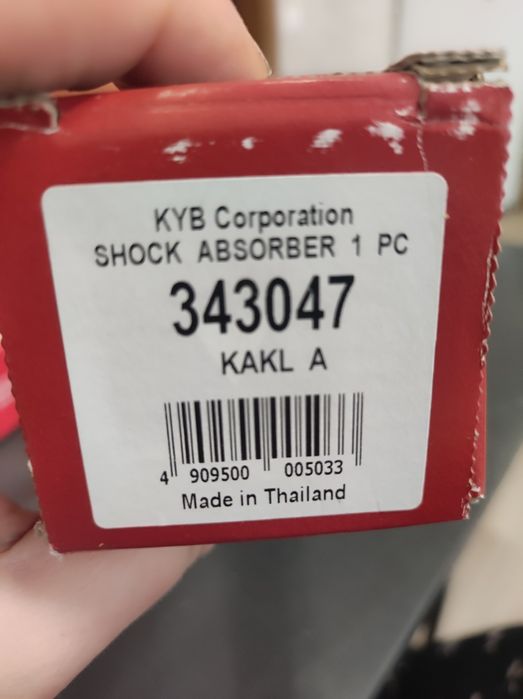 KYB Corporation
SHOCK ABSORBER 1 PC
343047
KAKL A
4 909500 005033
Made in Thailand